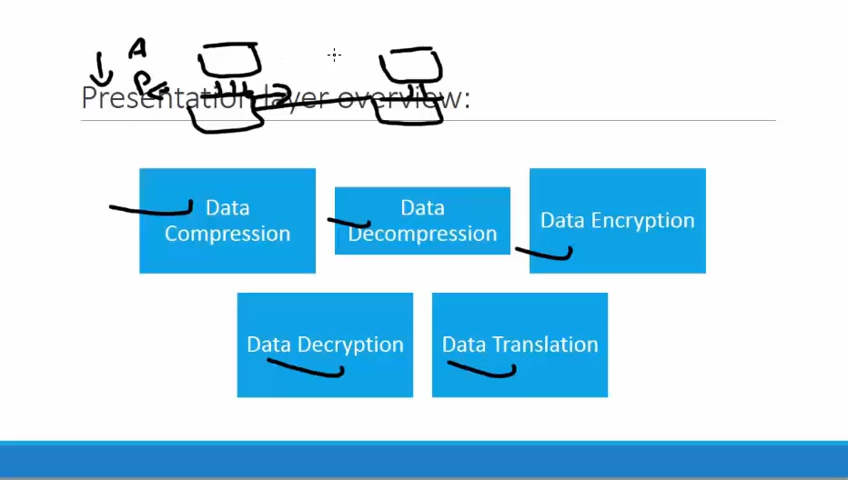 A
P
Presentation layer overview:
Data
Compression
Data
Decompression
Data Encryption
Data Decryption
Data Translation